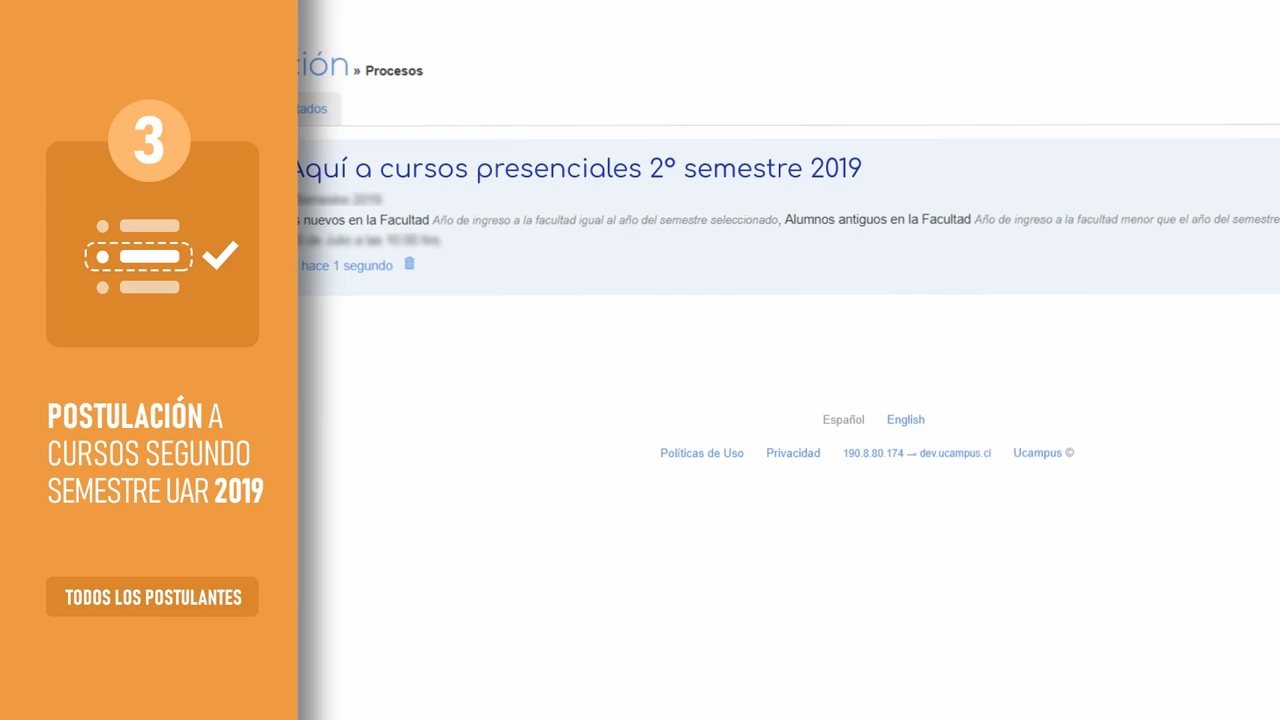 3
POSTULACIÓN A
CURSOS SEGUNDO
SEMESTRE UAR 2019
TODOS LOS POSTULANTES
ión » Procesos
tados
Aquí a cursos presenciales 2° semestre 2019
s nuevos en la Facultad Año de ingreso a la facultad igual al año del semestre seleccionado, Alumnos antiguos en la Facultad Año de ingreso a la facultad menor que el año del semestre
hace 1 segundo
Español English
Políticas de Uso Privacidad 190.8.80.174 → dev.ucampus.cl Ucampus ©